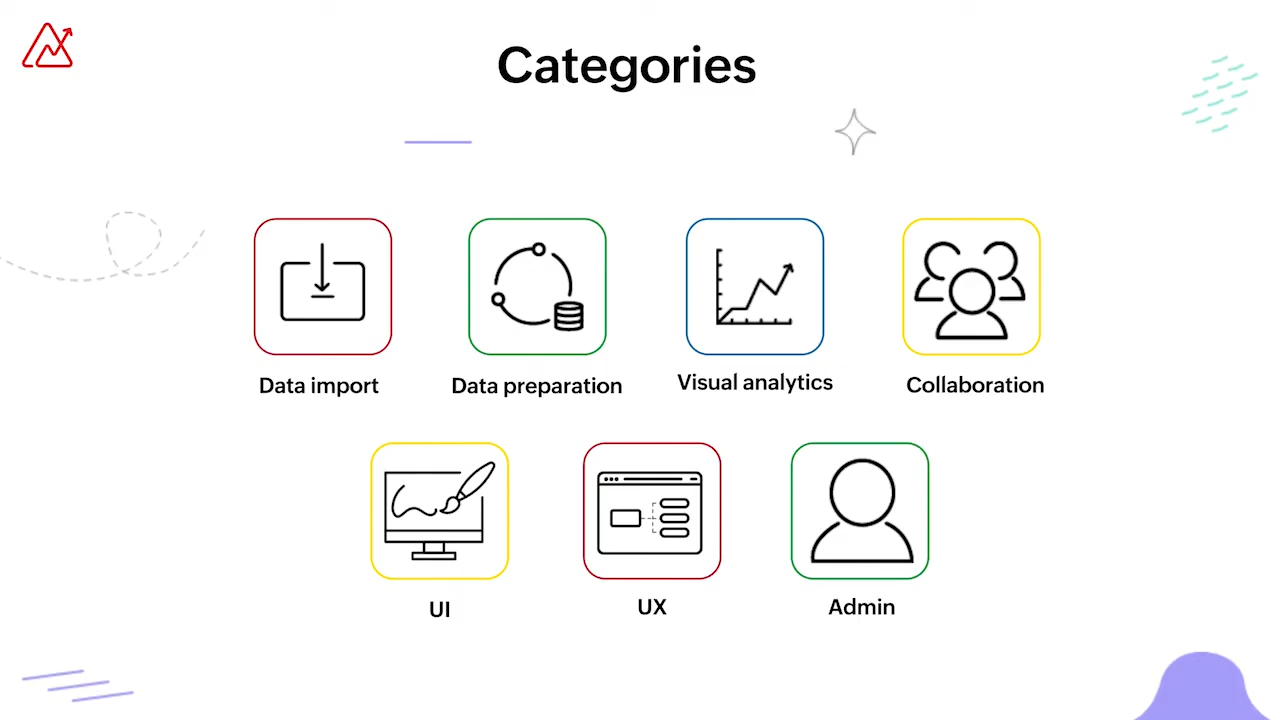 Categories
Data import
Data preparation
Visual analytics
Collaboration
UI
UX
Admin